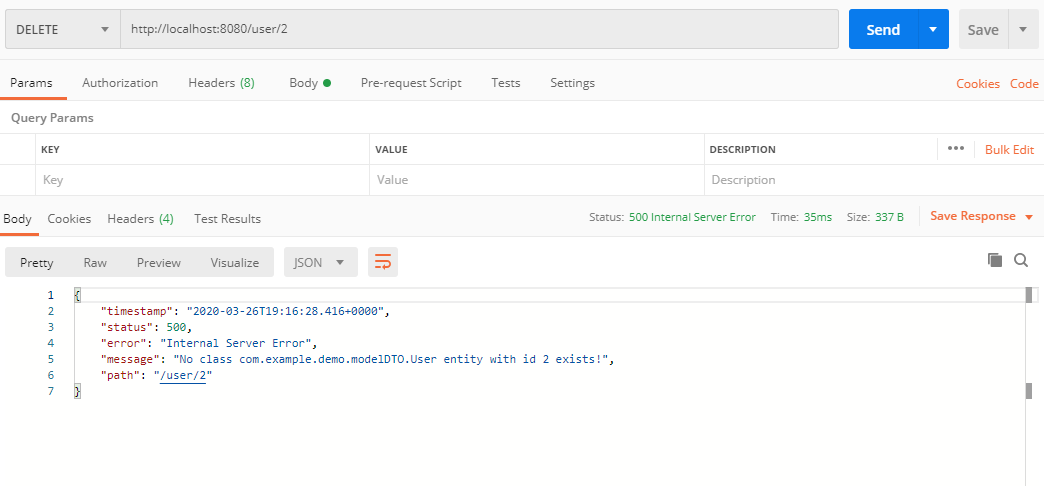 DELETE http://localhost:8080/user/2 Send Save
Params Authorization Headers (8) Body Pre-request Script Tests Settings Cookies Code
Query Params
KEY VALUE DESCRIPTION ••• Bulk Edit
Key Value Description
Body Cookies Headers (4) Test Results Status: 500 Internal Server Error Time: 35ms Size: 337 B Save Response
Pretty Raw Preview Visualize JSON
1 {
2 "timestamp": "2020-03-26T19:16:28.416+0000",
3 "status": 500,
4 "error": "Internal Server Error",
5 "message": "No class com.example.demo.modelDTO.User entity with id 2 exists!",
6 "path": "/user/2"
7 }